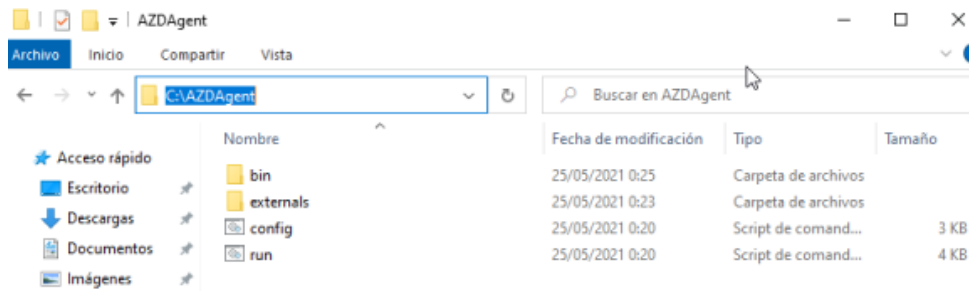 AZDAgent
Archivo Inicio Compartir Vista
C:\AZDAgent Buscar en AZDAgent
Nombre Fecha de modificación Tipo Tamaño
Acceso rápido
Escritorio
Descargas
Documentos
Imágenes
bin 25/05/2021 0:25 Carpeta de archivos
externals 25/05/2021 0:23 Carpeta de archivos
config 25/05/2021 0:20 Script de comand... 3 KB
run 25/05/2021 0:20 Script de comand... 4 KB